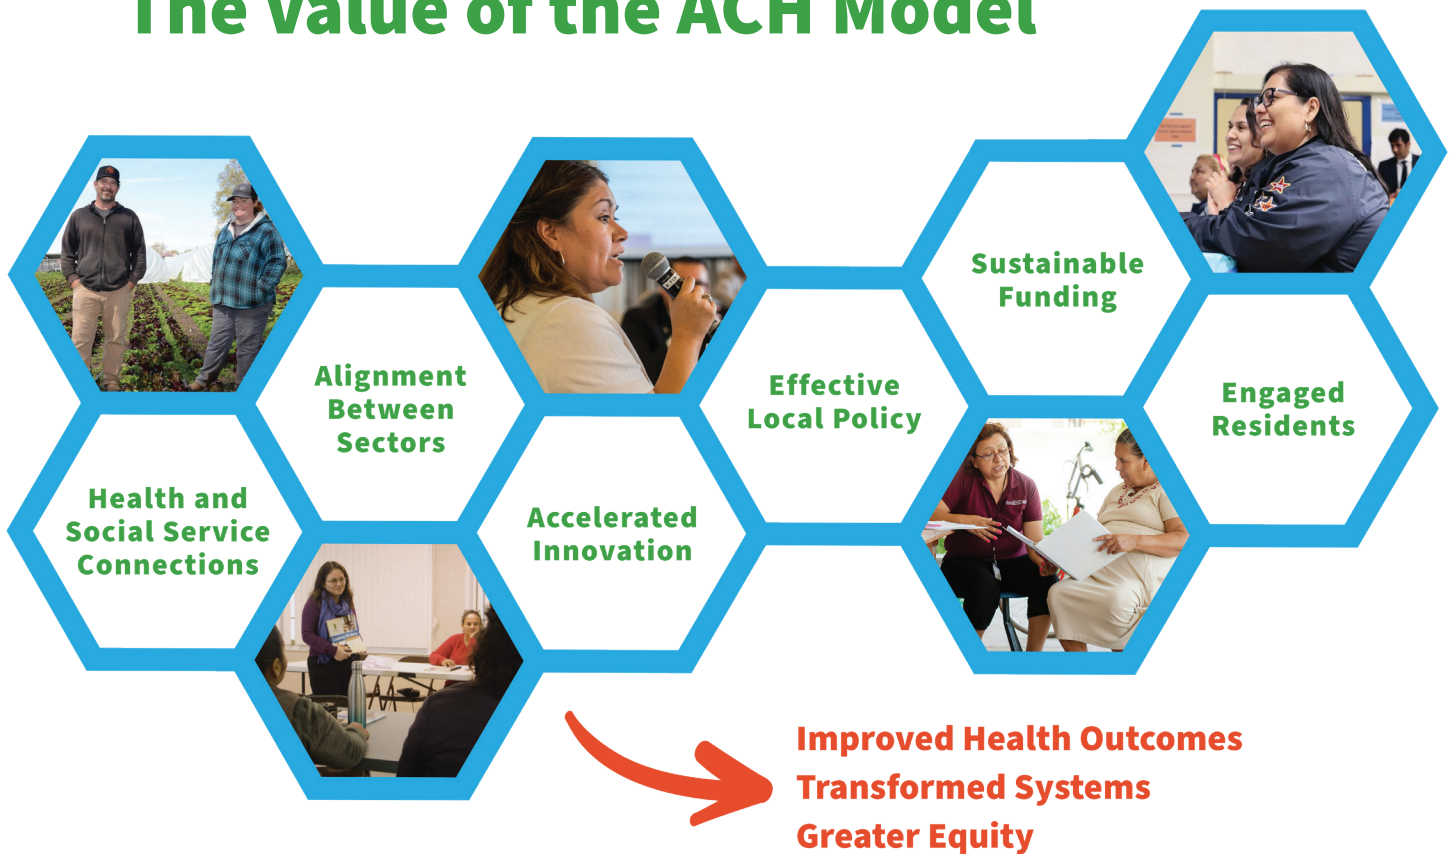 The Value of the ACH Model
Sustainable
Funding
Alignment
Between
Sectors
Effective
Local Policy
Engaged
Residents
Health and
Social Service
Connections
Accelerated
Innovation
Improved Health Outcomes
Transformed Systems
Greater Equity